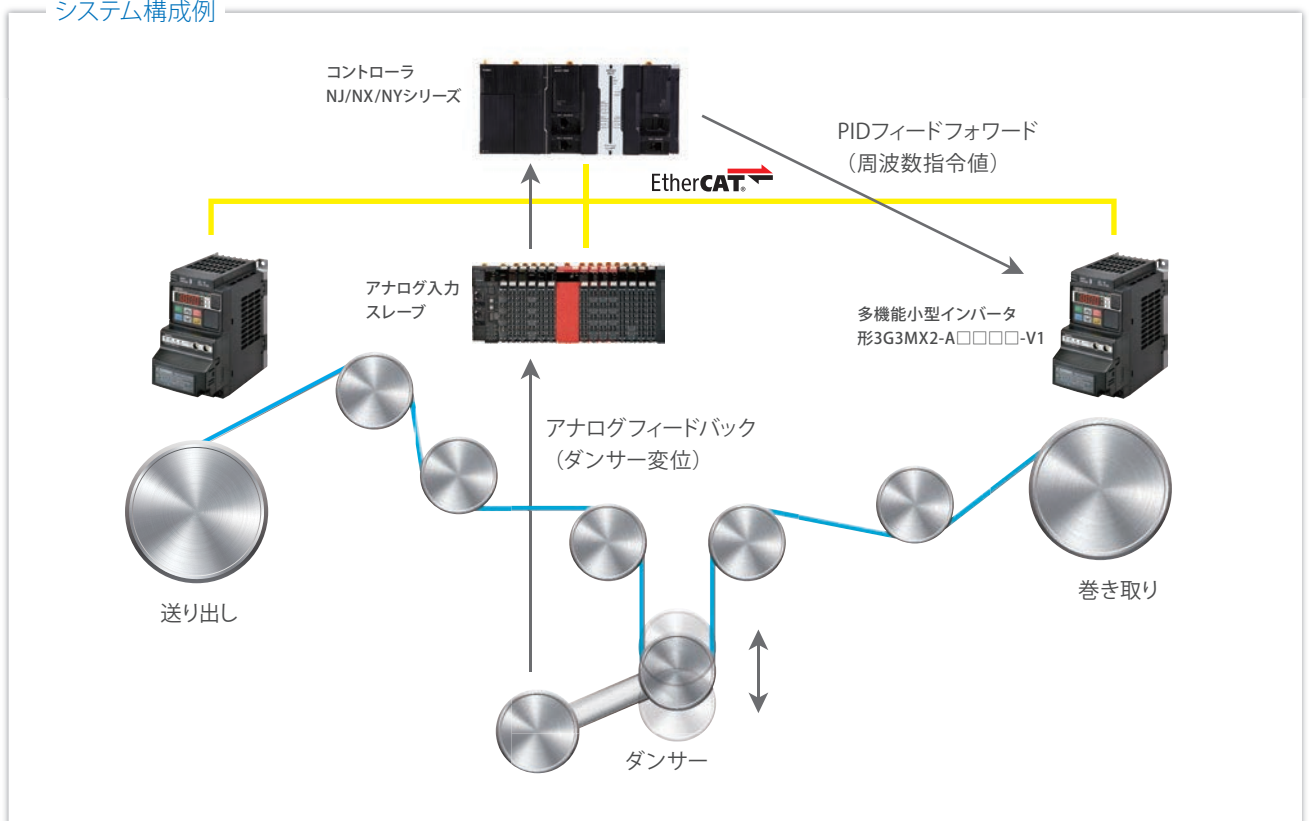 システム構成例
コントローラ
NJ/NX/NYシリーズ
PIDフィードフォワード
（周波数指令値）
EtherCAT®
アナログ入力
スレーブ
多機能小型インバータ
形3G3MX2-A□□□□-V1
アナログフィードバック
（ダンサー変位）
送り出し
巻き取り
ダンサー